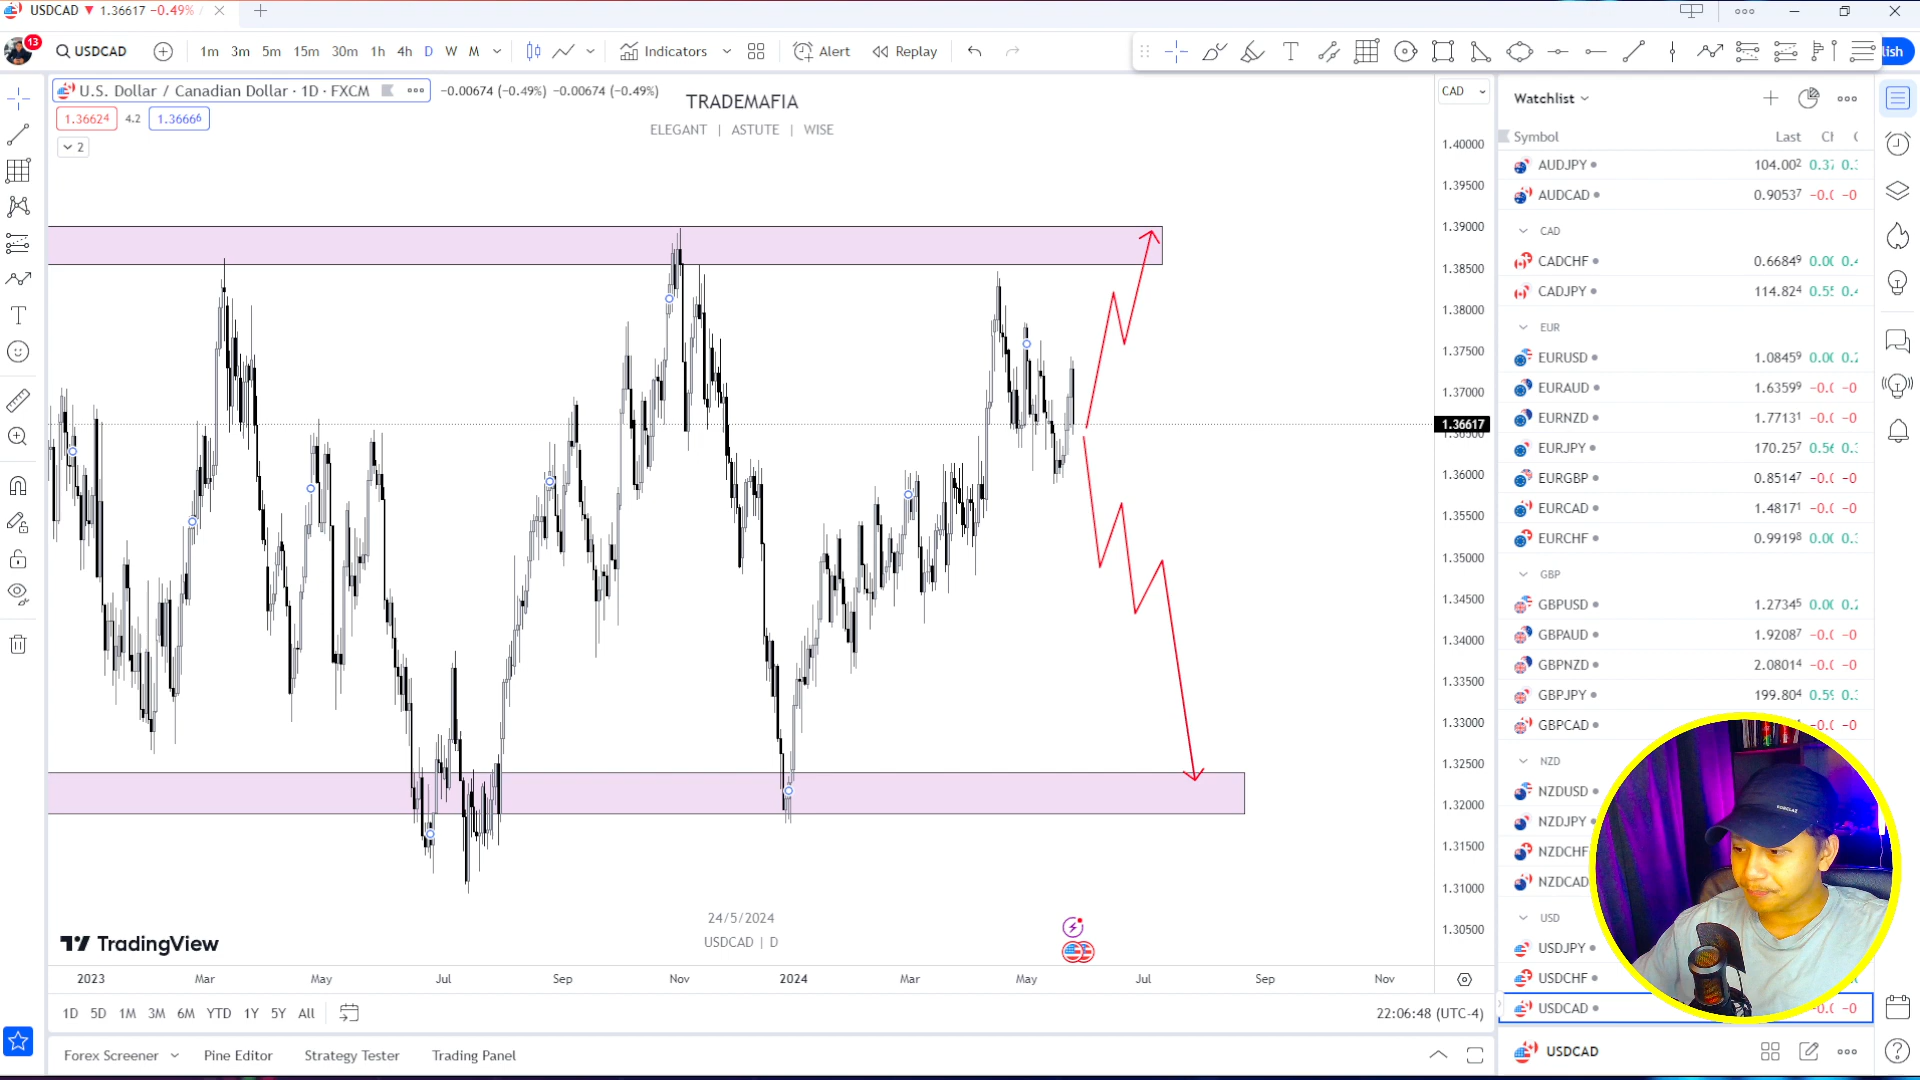 USDCAD ▼ 1.36617 −0.49% /
13
USDCAD
1m 3m 5m 15m 30m 1h 4h D W M
Indicators
Alert
Replay
lish
U.S. Dollar / Canadian Dollar · 1D · FXCM
−0.00674 (−0.49%) −0.00674 (−0.49%)
1.36624 4.2 1.36666
2
TRADEMAFIA
ELEGANT | ASTUTE | WISE
CAD
1.40000
1.39500
1.39000
1.38500
1.38000
1.37500
1.37000
1.36617
1.36000
1.35500
1.35000
1.34500
1.34000
1.33500
1.33000
1.32500
1.32000
1.31500
1.31000
1.30500
24/5/2024
USDCAD | D
TradingView
2023 Mar May Jul Sep Nov 2024 Mar May Jul Sep Nov
1D 5D 1M 3M 6M YTD 1Y 5Y All
22:06:48 (UTC-4)
Forex Screener
Pine Editor
Strategy Tester
Trading Panel
Watchlist
Symbol Last
AUDJPY 104.002
AUDCAD 0.90537
CAD
CADCHF 0.66849
CADJPY 114.824
EUR
EURUSD 1.08459
EURAUD 1.63599
EURNZD 1.77131
EURJPY 170.257
EURGBP 0.85147
EURCAD 1.48171
EURCHF 0.99198
GBP
GBPUSD 1.27345
GBPAUD 1.92087
GBPNZD 2.08014
GBPJPY 199.804
GBPCAD
NZD
NZDUSD
NZDJPY
NZDCHF
NZDCAD
USD
USDJPY
USDCHF
USDCAD
USDCAD